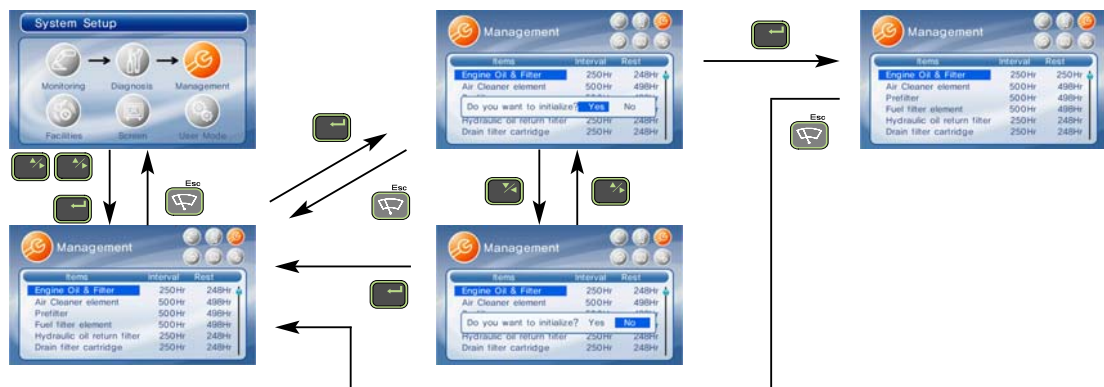 System Setup
Monitoring Diagnosis Management
Facilities Screen User Mode
Esc
Management
Items Interval Rest
Engine Oil & Filter 250Hr 248Hr
Air Cleaner element 500Hr 498Hr
Do you want to initialize? Yes No
Hydraulic oil return filter 250Hr 248Hr
Drain filter cartridge 250Hr 248Hr
Esc
Management
Items Interval Rest
Engine Oil & Filter 250Hr 250Hr
Air Cleaner element 500Hr 498Hr
Prefilter 500Hr 498Hr
Fuel filter element 500Hr 498Hr
Hydraulic oil return filter 250Hr 248Hr
Drain filter cartridge 250Hr 248Hr
Esc
Management
Items Interval Rest
Engine Oil & Filter 250Hr 248Hr
Air Cleaner element 500Hr 498Hr
Prefilter 500Hr 498Hr
Fuel filter element 500Hr 498Hr
Hydraulic oil return filter 250Hr 248Hr
Drain filter cartridge 250Hr 248Hr
Management
Items Interval Rest
Engine Oil & Filter 250Hr 248Hr
Air Cleaner element 500Hr 498Hr
Do you want to initialize? Yes No
Hydraulic oil return filter 250Hr 248Hr
Drain filter cartridge 250Hr 248Hr